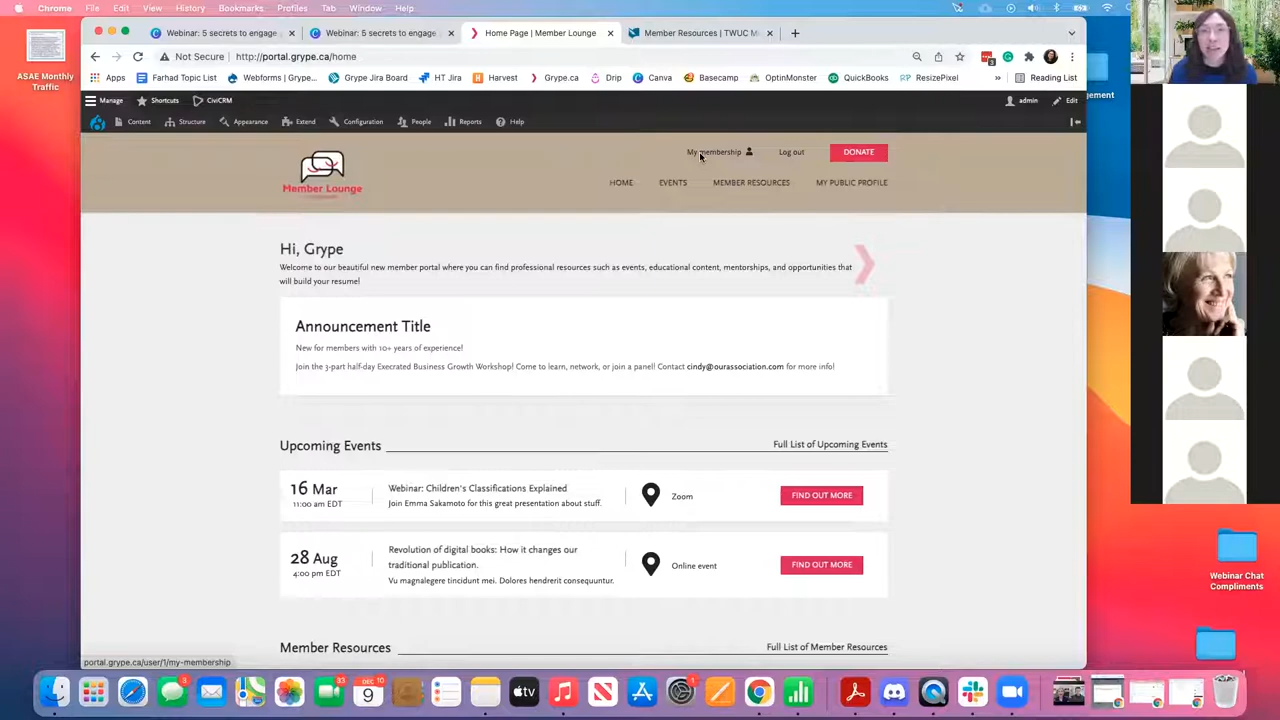 Chrome File Edit View History Bookmarks Profiles Tab Window Help
ASAE Monthly
Traffic
Webinar: 5 secrets to engage
Webinar: 5 secrets to engage
Home Page | Member Lounge
Member Resources | TWUC M
Not Secure http://portal.grype.ca/home
Apps Farhad Topic List Webforms | Grype... Grype Jira Board HT Jira Harvest Grype.ca Drip Canva Basecamp OptinMonster QuickBooks ResizePixel » Reading List
Manage Shortcuts CiviCRM admin Edit
Content Structure Appearance Extend Configuration People Reports Help
My membership Log out DONATE
Member Lounge
HOME EVENTS MEMBER RESOURCES MY PUBLIC PROFILE
Hi, Grype
Welcome to our beautiful new member portal where you can find professional resources such as events, educational content, mentorships, and opportunities that
will build your resume!
Announcement Title
New for members with 10+ years of experience!
Join the 3-part half-day Execrated Business Growth Workshop! Come to learn, network, or join a panel! Contact cindy@ourassociation.com for more info!
Upcoming Events
Full List of Upcoming Events
16 Mar
11:00 am EDT
Webinar: Children's Classifications Explained
Join Emma Sakamoto for this great presentation about stuff.
Zoom
FIND OUT MORE
28 Aug
4:00 pm EDT
Revolution of digital books: How it changes our
traditional publication.
Vu magnalegere tincidunt mei. Dolores hendrerit consequuntur.
Online event
FIND OUT MORE
Member Resources
Full List of Member Resources
portal.grype.ca/user/1/my-membership
Webinar Chat
Compliments
3
33
DEC 10
9
tv
1